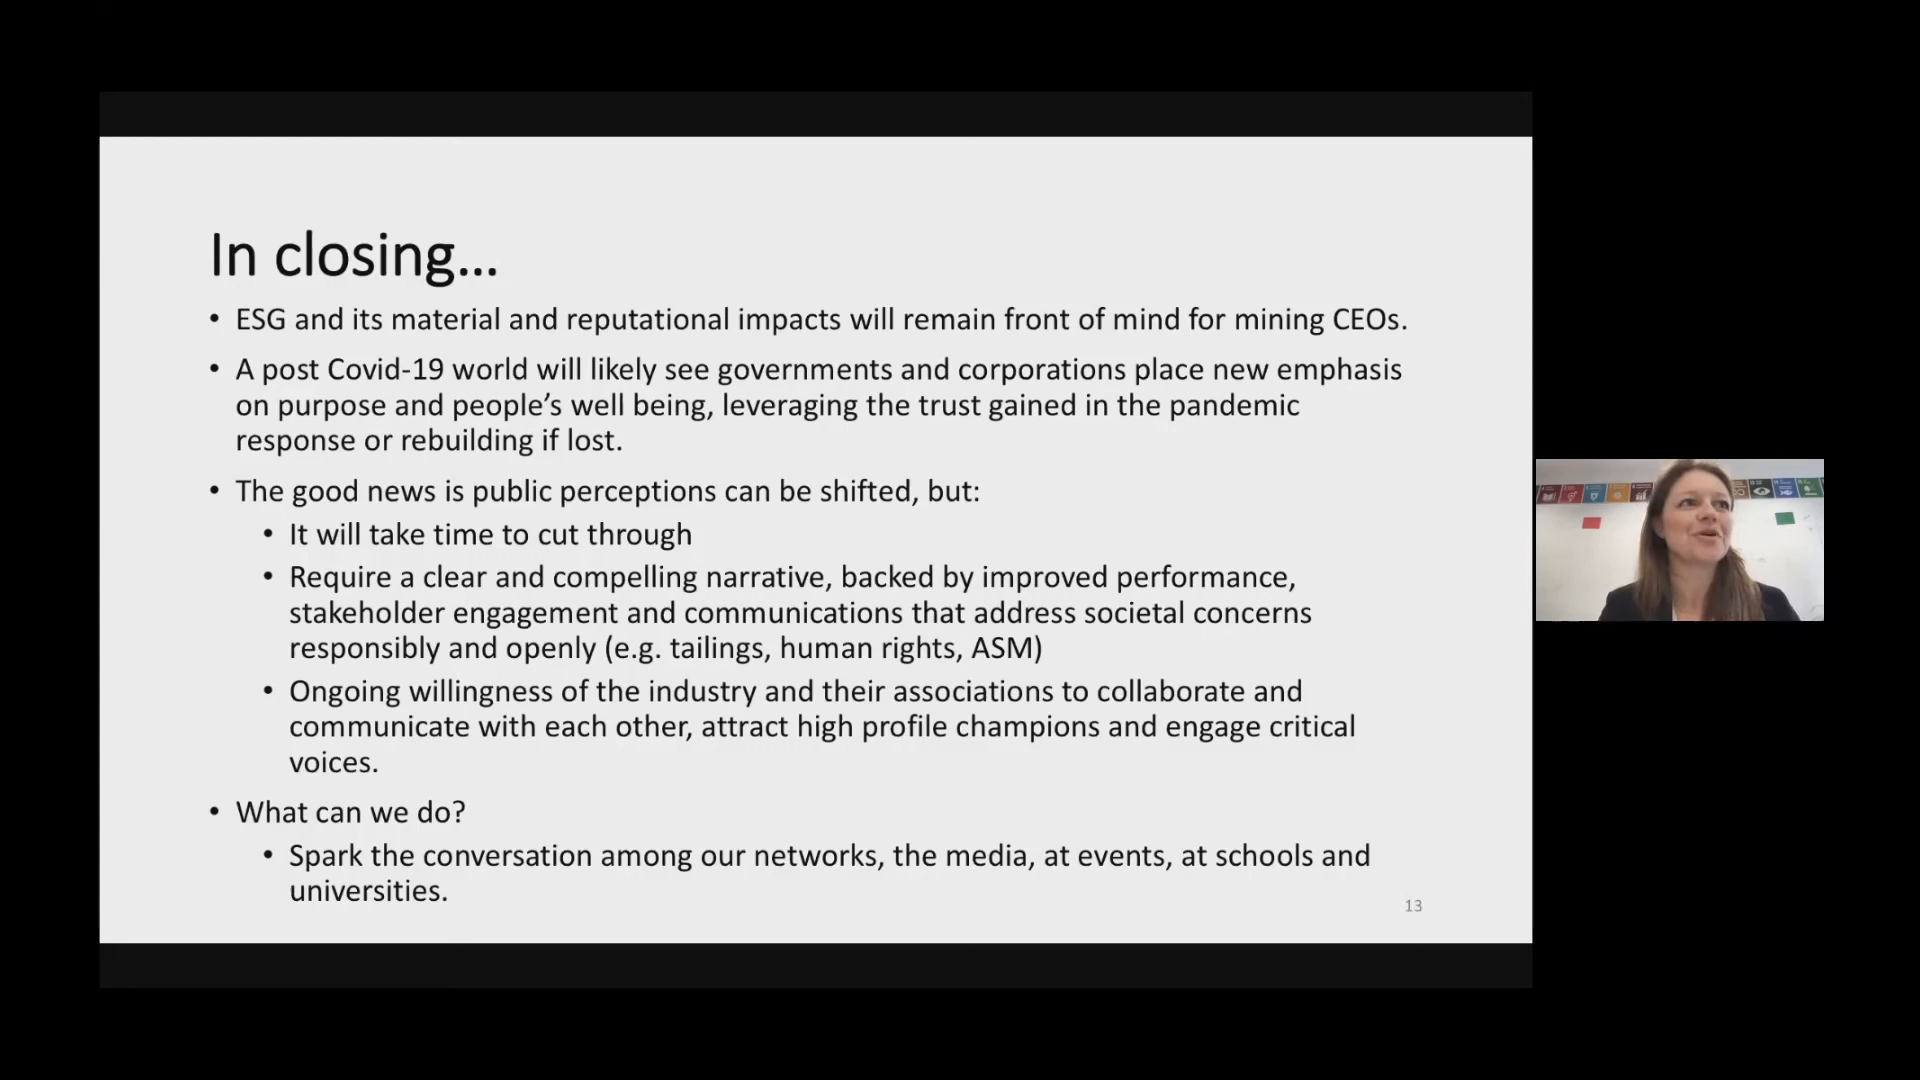 In closing...
• ESG and its material and reputational impacts will remain front of mind for mining CEOs.
• A post Covid-19 world will likely see governments and corporations place new emphasis
on purpose and people’s well being, leveraging the trust gained in the pandemic
response or rebuilding if lost.
• The good news is public perceptions can be shifted, but:
• It will take time to cut through
• Require a clear and compelling narrative, backed by improved performance,
stakeholder engagement and communications that address societal concerns
responsibly and openly (e.g. tailings, human rights, ASM)
• Ongoing willingness of the industry and their associations to collaborate and
communicate with each other, attract high profile champions and engage critical
voices.
• What can we do?
• Spark the conversation among our networks, the media, at events, at schools and
universities.
13